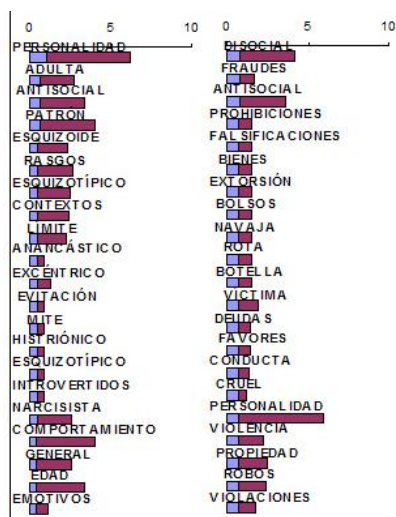 0 5 10
PERSONALIDAD
ADULTA
ANTISOCIAL
PATRON
ESQUIZOIDE
RASGOS
ESQUIZOTÍPICO
CONTEXTOS
LIMITE
ANANCÁSTICO
EXCÉNTRICO
EVITACIÓN
MITE
HISTRIÓNICO
ESQUIZOTÍPICO
INTROVERTIDOS
NARCISISTA
COMPORTAMIENTO
GENERAL
EDAD
EMOTIVOS
0 5 10
DISOCIAL
FRAUDES
ANTISOCIAL
PROHIBICIONES
FALSIFICACIONES
BIENES
EXTORSIÓN
BOLSOS
NAVAJA
ROTA
BOTELLA
VICTIMA
DEUDAS
FAVORES
CONDUCTA
CRUEL
PERSONALIDAD
VIOLENCIA
PROPIEDAD
ROBOS
VIOLACIONES